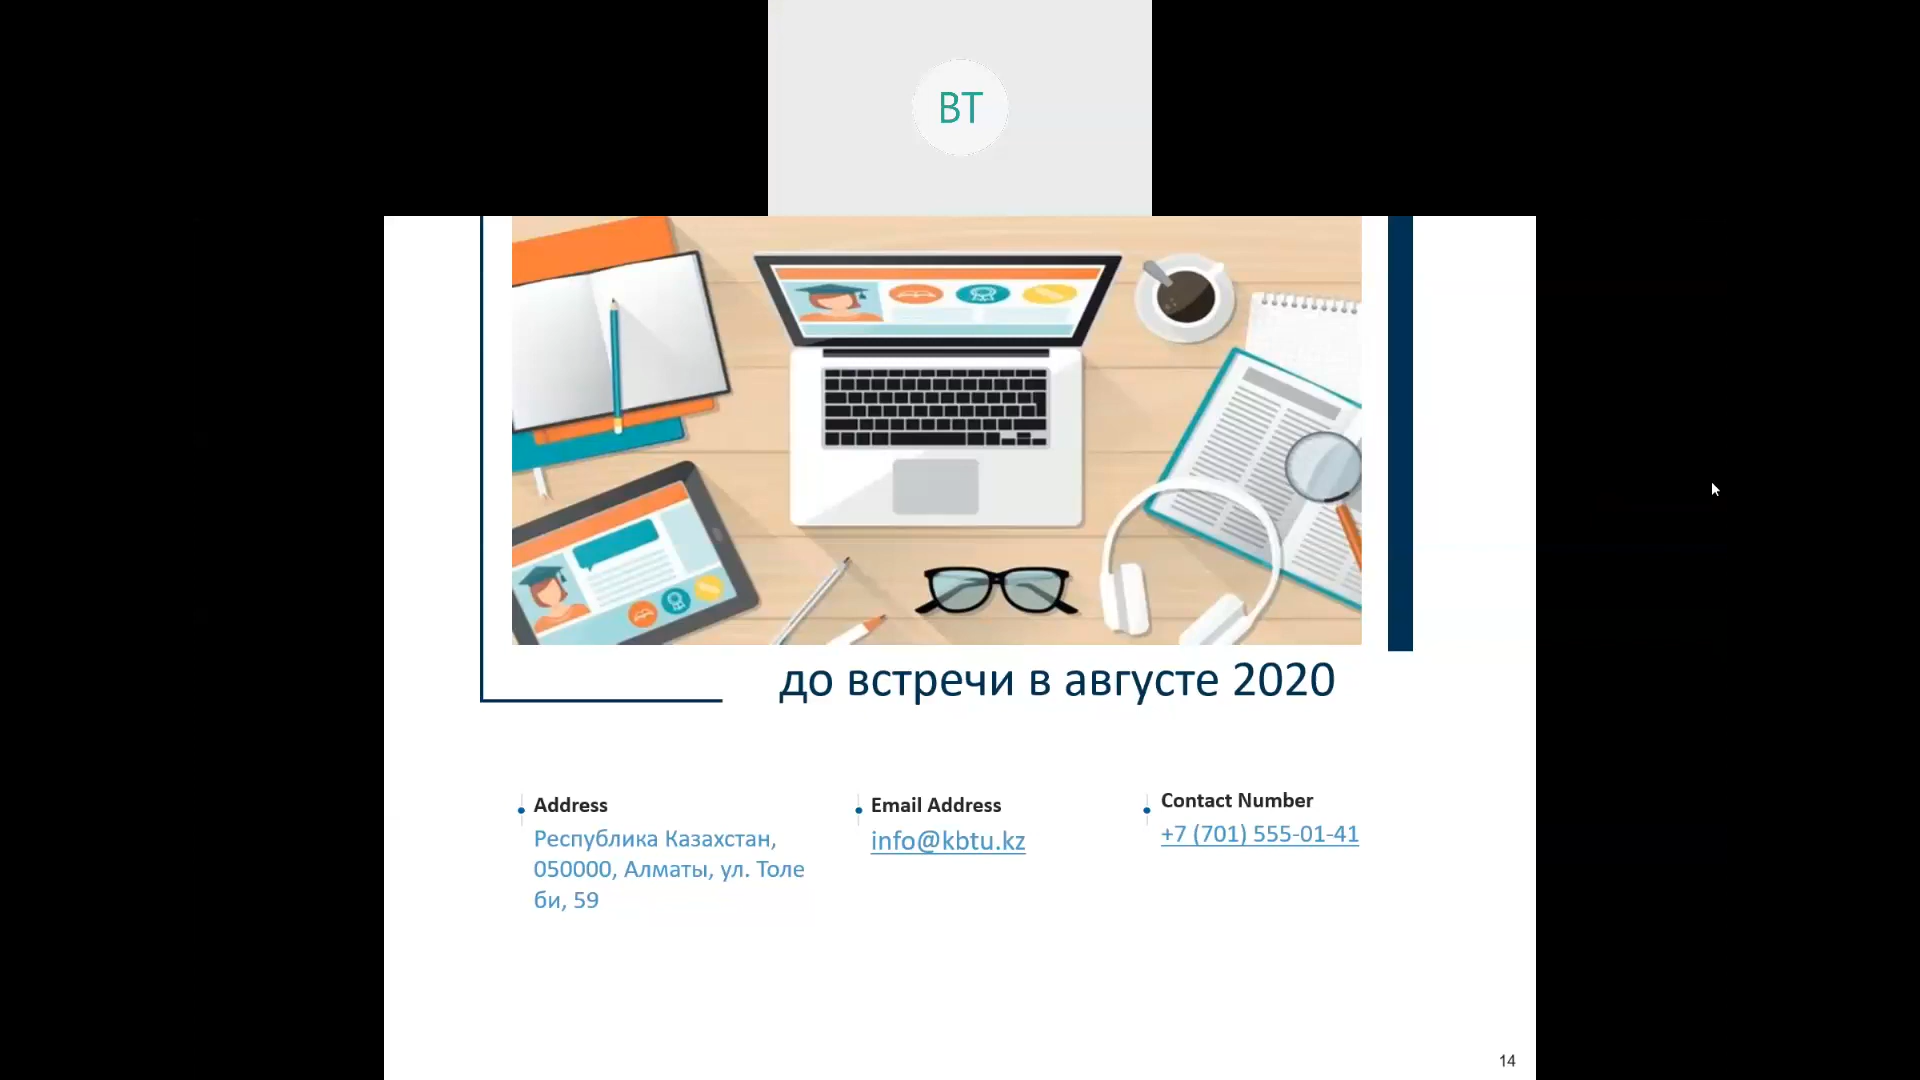 BT
до встречи в августе 2020
Address
Республика Казахстан,
050000, Алматы, ул. Толе
би, 59
Email Address
info@kbtu.kz
Contact Number
+7 (701) 555-01-41
14